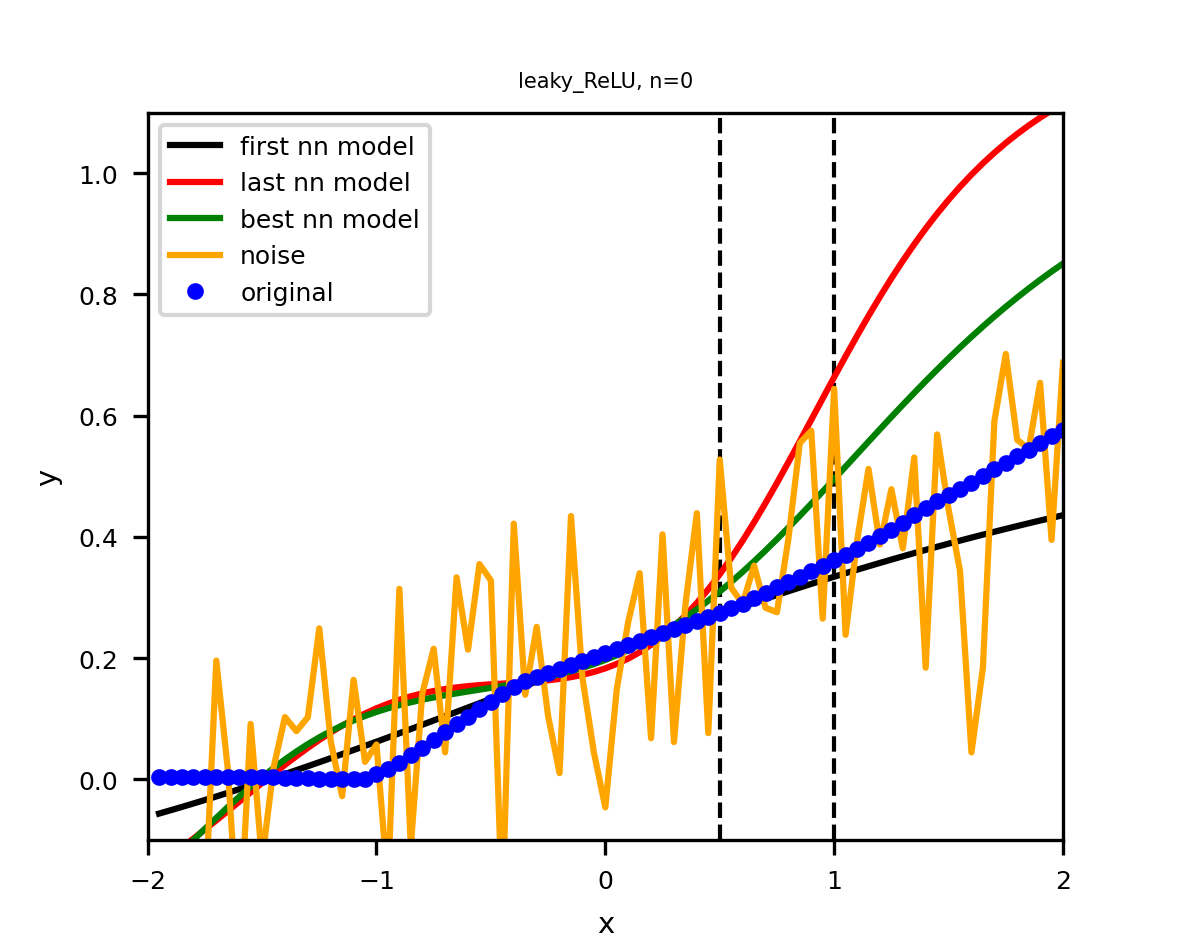 leaky_ReLU, n=0
first nn model
last nn model
best nn model
noise
original
1.0
0.8
0.6
0.4
0.2
0.0
y
−2
−1
0
1
2
x